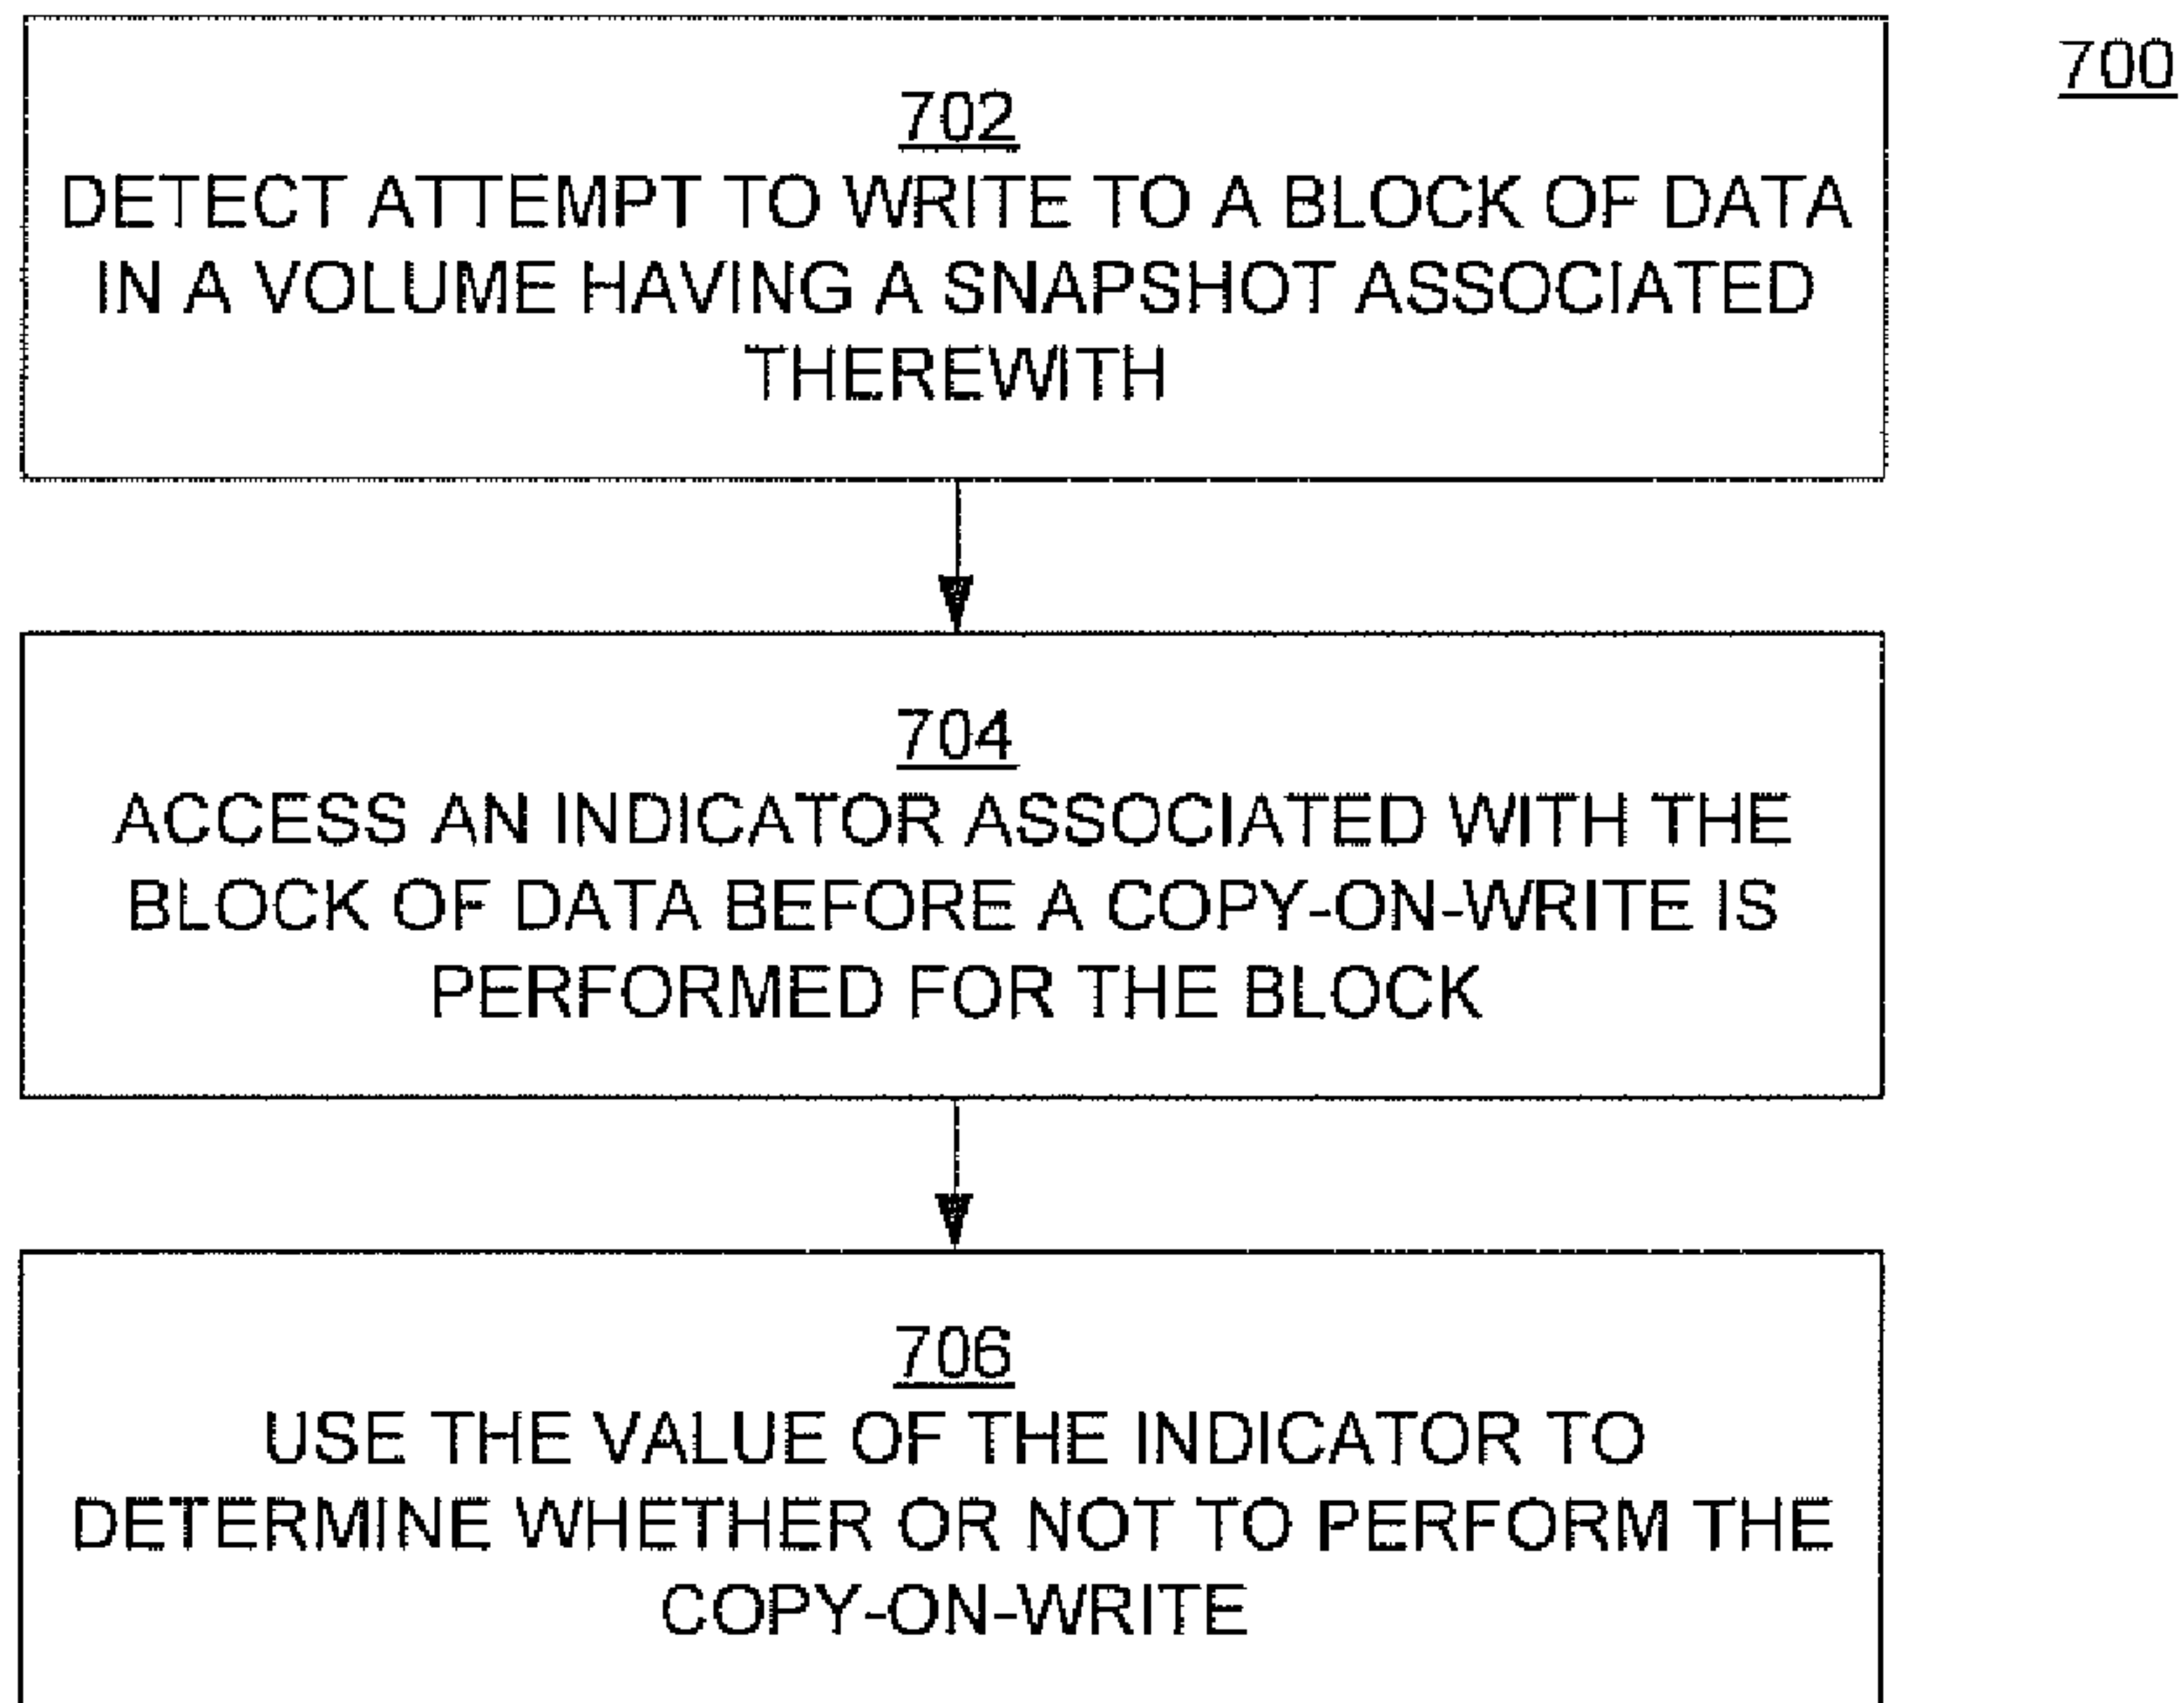 700
702
DETECT ATTEMPT TO WRITE TO A BLOCK OF DATA
IN A VOLUME HAVING A SNAPSHOT ASSOCIATED
THEREWITH
704
ACCESS AN INDICATOR ASSOCIATED WITH THE
BLOCK OF DATA BEFORE A COPY-ON-WRITE IS
PERFORMED FOR THE BLOCK
706
USE THE VALUE OF THE INDICATOR TO
DETERMINE WHETHER OR NOT TO PERFORM THE
COPY-ON-WRITE